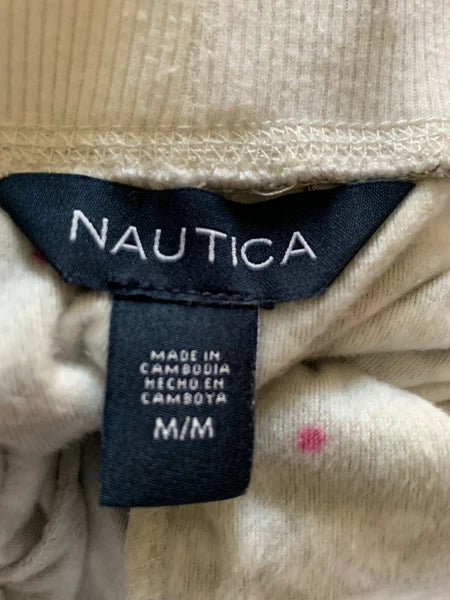 NAUTICA
MADE IN
CAMBODIA
HECHO EN
CAMBOYA
M/M